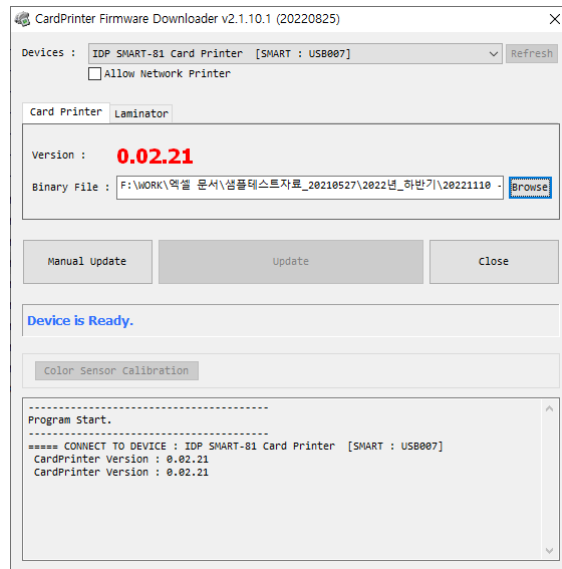 CardPrinter Firmware Downloader v2.1.10.1 (20220825)
Devices : IDP SMART-81 Card Printer [SMART : USB007] Refresh
Allow Network Printer
Card Printer Laminator
Version : 0.02.21
Binary File : F:\WORK\엑셀 문서\샘플테스트자료_20210527\2022년_하반기\20221110 - Browse
Manual Update Update Close
Device is Ready.
Color Sensor Calibration
----------------------------------------
Program Start.
----------------------------------------
===== CONNECT TO DEVICE : IDP SMART-81 Card Printer [SMART : USB007]
CardPrinter Version : 0.02.21
CardPrinter Version : 0.02.21